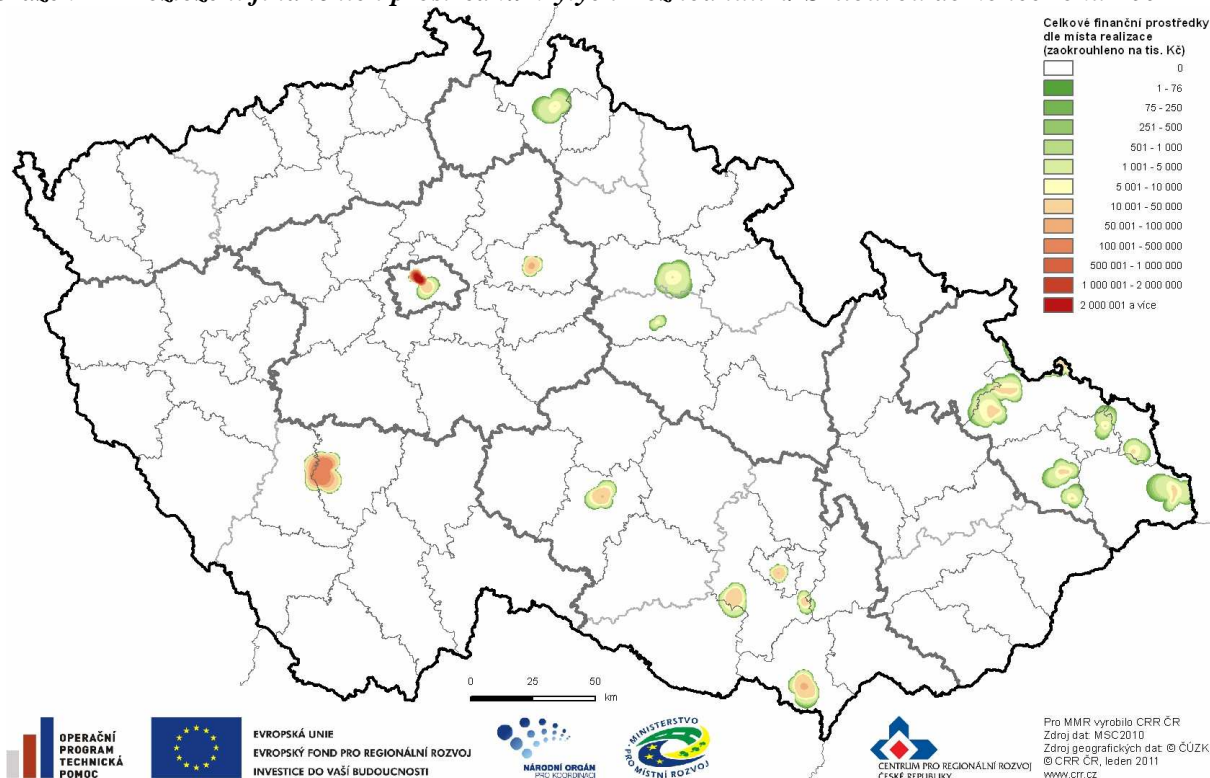 Celkové finanční prostředky
dle místa realizace
(zaokrouhleno na tis. Kč)
0
1 - 76
75 - 250
251 - 500
501 - 1 000
1 001 - 5 000
5 001 - 10 000
10 001 - 50 000
50 001 - 100 000
100 001 - 500 000
500 001 - 1 000 000
1 000 001 - 2 000 000
2 000 001 a více
0 25 50
km
OPERAČNÍ
PROGRAM
TECHNICKÁ
POMOC
EVROPSKÁ UNIE
EVROPSKÝ FOND PRO REGIONÁLNÍ ROZVOJ
INVESTICE DO VAŠÍ BUDOUCNOSTI
NÁRODNÍ ORGÁN
PRO KOORDINACI
MINISTERSTVO
PRO MÍSTNÍ ROZVOJ
CENTRUM PRO REGIONÁLNÍ ROZVOJ
ČESKÉ REPUBLIKY
Pro MMR vyrobilo CRR ČR
Zdroj dat: MSC2010
Zdroj geografických dat: © ČÚZK
© CRR ČR, leden 2011
www.crr.cz